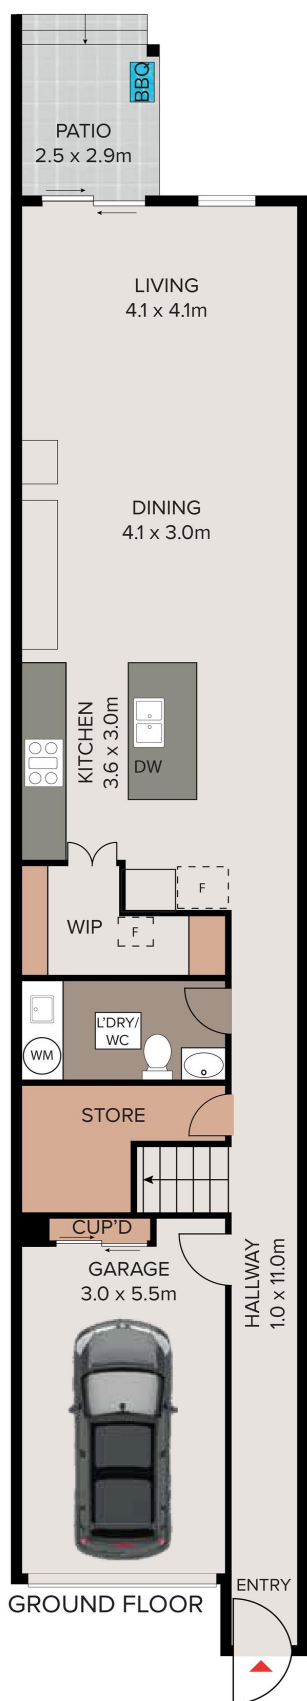 BBQ
PATIO
2.5 x 2.9m
LIVING
4.1 x 4.1m
DINING
4.1 x 3.0m
KITCHEN
3.6 x 3.0m
DW
F
WIP
F
L'DRY/
WC
WM
STORE
CUP'D
GARAGE
3.0 x 5.5m
HALLWAY
1.0 x 11.0m
ENTRY
GROUND FLOOR